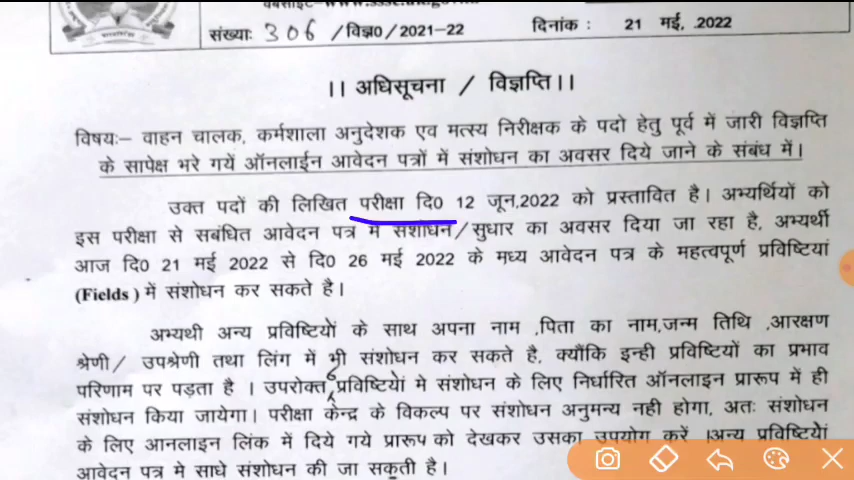 संख्याः 306 /विज्ञ0/2021-22
दिनांक : 21 मई, 2022
।। अधिसूचना / विज्ञप्ति।।
विषयः– वाहन चालक, कर्मशाला अनुदेशक एव मत्स्य निरीक्षक के पदो हेतु पूर्व में जारी विज्ञप्ति
के सापेक्ष भरे गयें ऑनलाईन आवेदन पत्रों में संशोधन का अवसर दिये जाने के संबंध में।
उक्त पदों की लिखित परीक्षा दि0 12 जून,2022 को प्रस्तावित है। अभ्यर्थियों को
इस परीक्षा से सबंधित आवेदन पत्र मे संशोधन/सुधार का अवसर दिया जा रहा है, अभ्यर्थी
आज दि0 21 मई 2022 से दि0 26 मई 2022 के मध्य आवेदन पत्र के महत्वपूर्ण प्रविष्टियां
(Fields ) में संशोधन कर सकते है।
अभ्यथी अन्य प्रविष्टियों के साथ अपना नाम ,पिता का नाम,जन्म तिथि ,आरक्षण
श्रेणी/ उपश्रेणी तथा लिंग में भी संशोधन कर सकते है, क्योंकि इन्ही प्रविष्टियों का प्रभाव
परिणाम पर पड़ता है । उपरोक्त प्रविष्टियों मे संशोधन के लिए निर्धारित ऑनलाइन प्रारूप में ही
संशोधन किया जायेगा। परीक्षा केन्द्र के विकल्प पर संशोधन अनुमन्य नही होगा, अतः संशोधन
के लिए आनलाइन लिंक में दिये गये प्रारूप को देखकर उसका उपयोग करें ।अन्य प्रविष्टियों
आवेदन पत्र मे साधे संशोधन की जा सकती है।